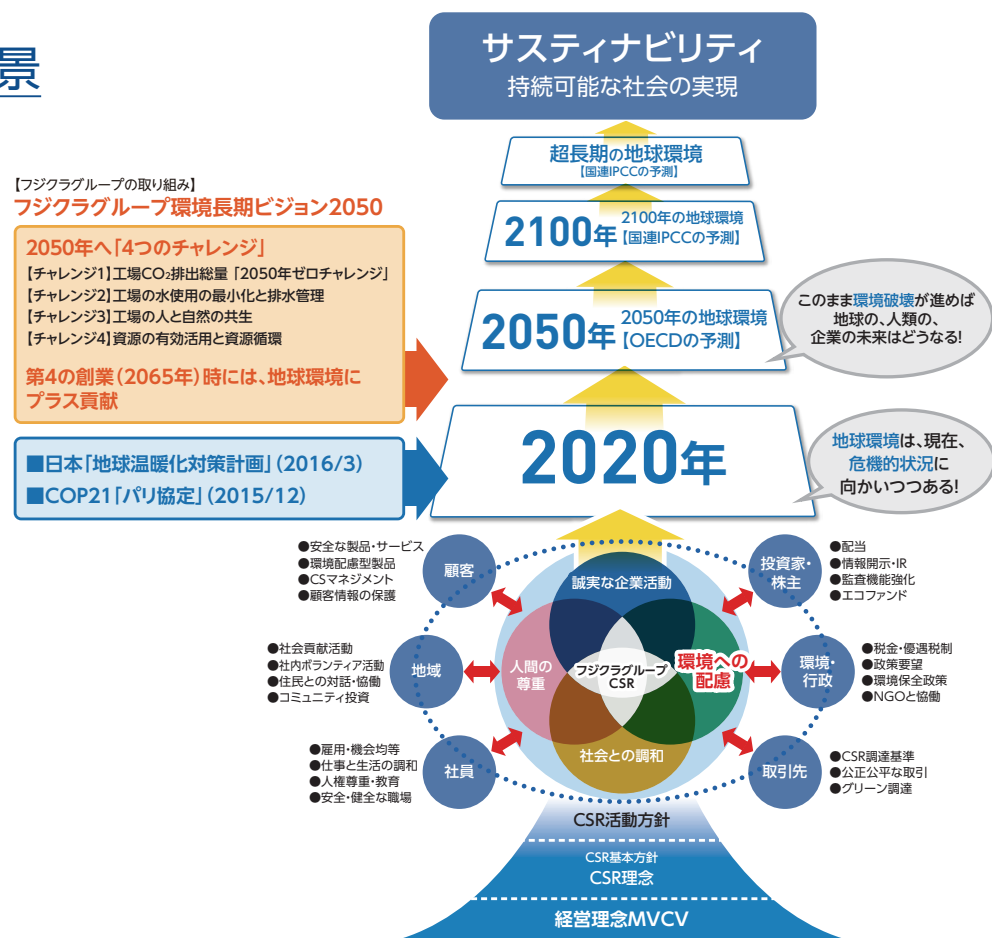 景
サスティナビリティ
持続可能な社会の実現
超長期の地球環境
【国連IPCCの予測】
2100年
2100年の地球環境
【国連IPCCの予測】
2050年
2050年の地球環境
【OECDの予測】
2020年
このまま環境破壊が進めば
地球の、人類の、
企業の未来はどうなる!
地球環境は、現在、
危機的状況に
向かいつつある!
【フジクラグループの取り組み】
フジクラグループ環境長期ビジョン2050
2050年へ「4つのチャレンジ」
【チャレンジ1】工場CO₂排出総量「2050年ゼロチャレンジ」
【チャレンジ2】工場の水使用の最小化と排水管理
【チャレンジ3】工場の人と自然の共生
【チャレンジ4】資源の有効活用と資源循環
第4の創業(2065年)時には、地球環境に
プラス貢献
■日本「地球温暖化対策計画」(2016/3)
■COP21「パリ協定」(2015/12)
●安全な製品・サービス
●環境配慮型製品
●CSマネジメント
●顧客情報の保護
顧客
●社会貢献活動
●社内ボランティア活動
●住民との対話・協働
●コミュニティ投資
地域
●雇用・機会均等
●仕事と生活の調和
●人権尊重・教育
●安全・健全な職場
社員
誠実な企業活動
人間の
尊重
フジクラグループ
CSR
環境への
配慮
社会との調和
投資家・
株主
●配当
●情報開示・IR
●監査機能強化
●エコファンド
環境・
行政
●税金・優遇税制
●政策要望
●環境保全政策
●NGOと協働
取引先
●CSR調達基準
●公正公平な取引
●グリーン調達
CSR活動方針
CSR基本方針
CSR理念
経営理念MVCV